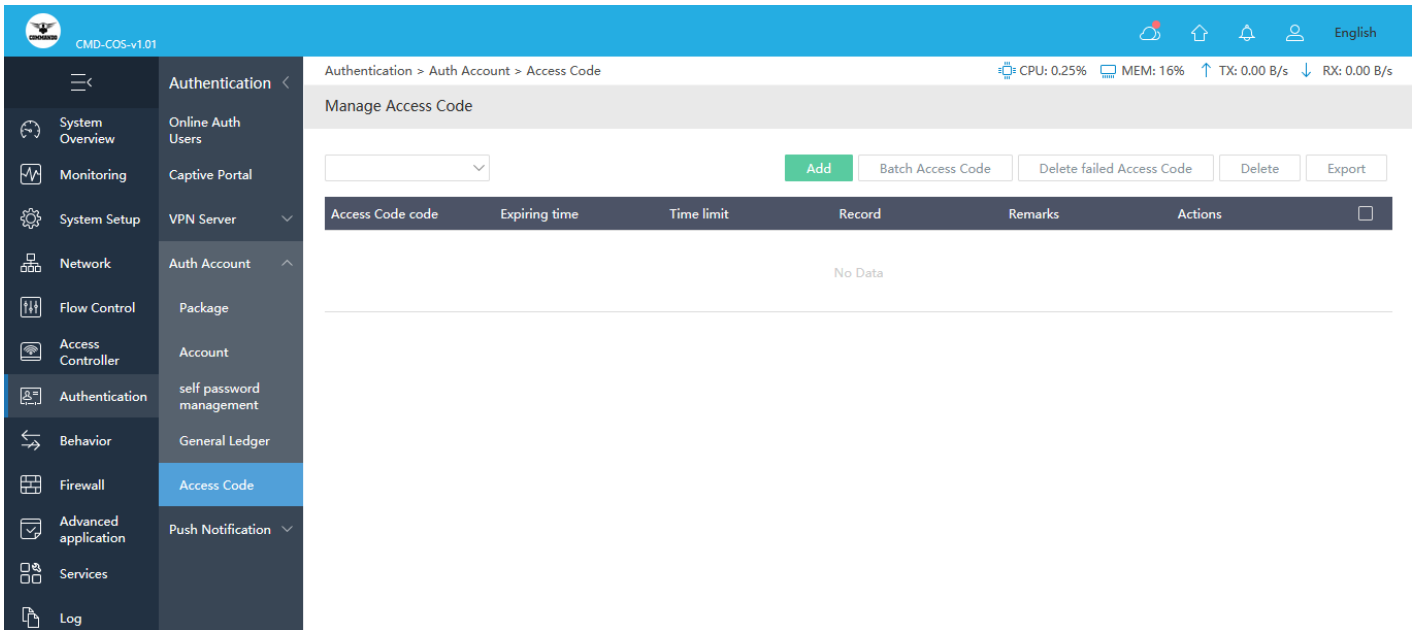 COMMANDO
CMD-COS-v1.01
English
Authentication
Authentication > Auth Account > Access Code
CPU: 0.25%
MEM: 16%
TX: 0.00 B/s
RX: 0.00 B/s
Manage Access Code
System
Overview
Monitoring
System Setup
Network
Flow Control
Access
Controller
Authentication
Behavior
Firewall
Advanced
application
Services
Log
Online Auth
Users
Captive Portal
VPN Server
Auth Account
Package
Account
self password
management
General Ledger
Access Code
Push Notification
Add
Batch Access Code
Delete failed Access Code
Delete
Export
Access Code code
Expiring time
Time limit
Record
Remarks
Actions
No Data